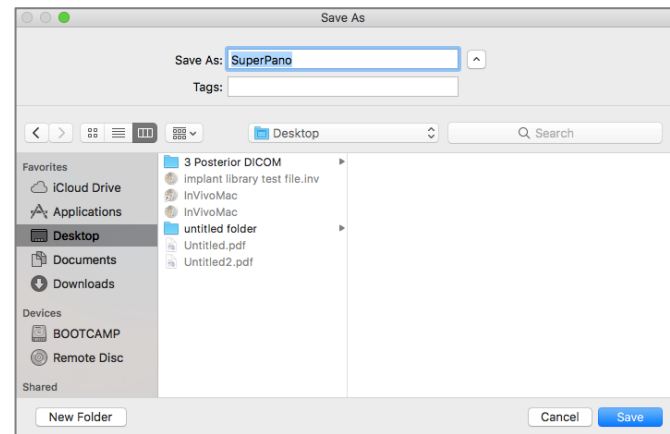 Save As
Save As: SuperPano
Tags:
Desktop
Search
Favorites
iCloud Drive
Applications
Desktop
Documents
Downloads
Devices
BOOTCAMP
Remote Disc
Shared
3 Posterior DICOM
implant library test file.inv
InVivoMac
InVivoMac
untitled folder
Untitled.pdf
Untitled2.pdf
New Folder
Cancel
Save